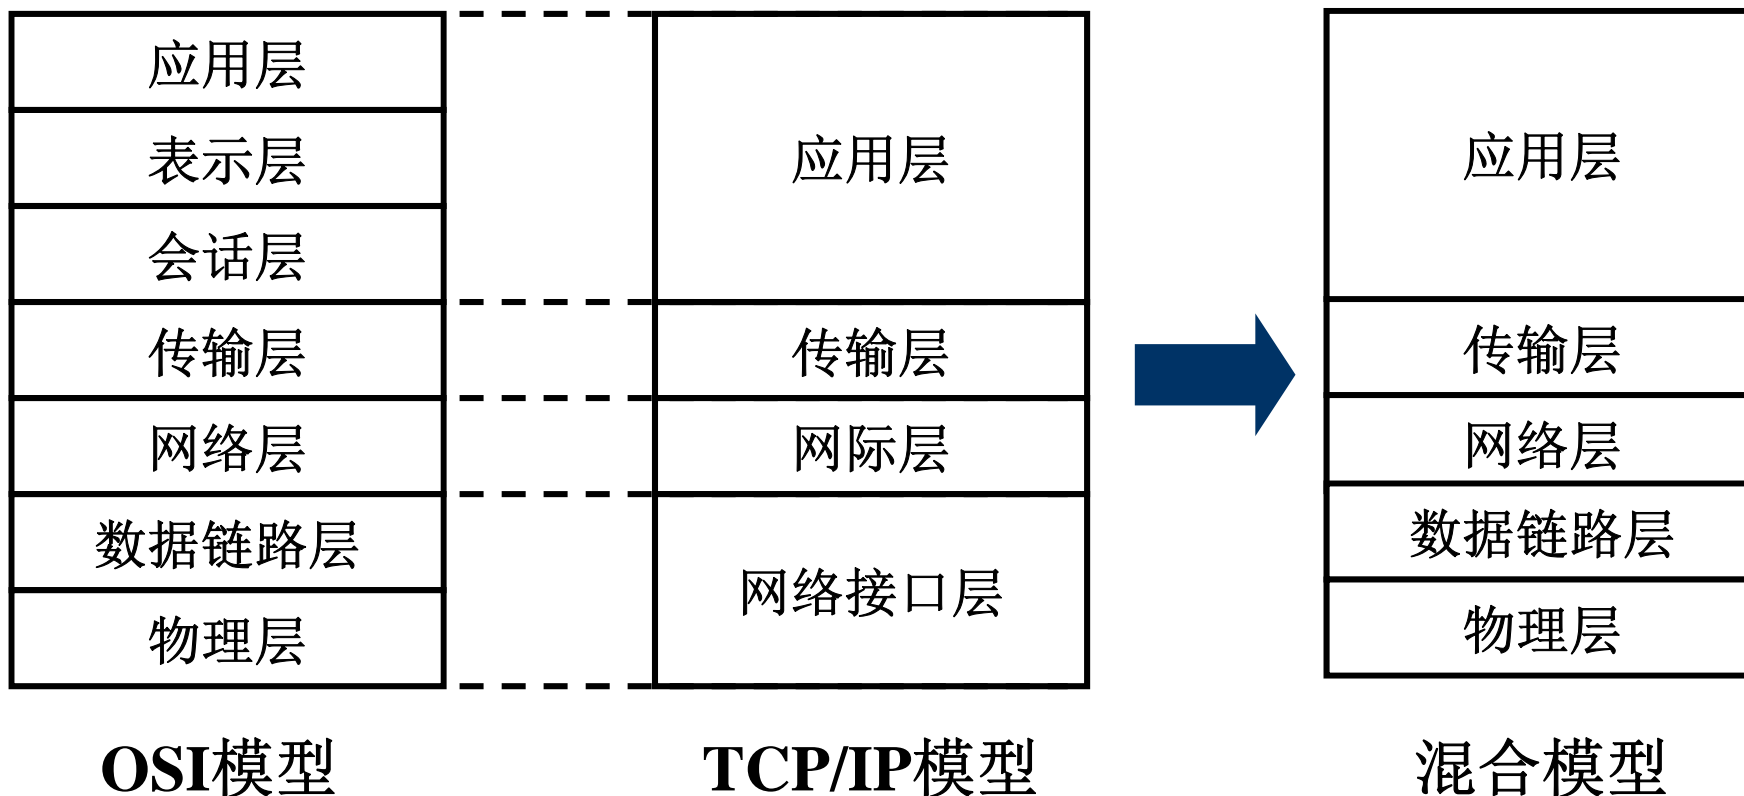 应用层
表示层
会话层
传输层
网络层
数据链路层
物理层
OSI模型
应用层
传输层
网际层
网络接口层
TCP/IP模型
应用层
传输层
网络层
数据链路层
物理层
混合模型